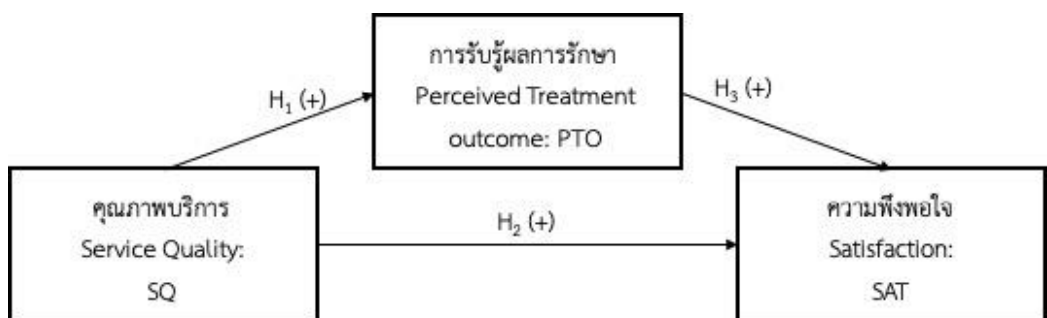 การรับรู้ผลการรักษา
Perceived Treatment
outcome: PTO
H₁ (+)
H₃ (+)
คุณภาพบริการ
Service Quality:
SQ
H₂ (+)
ความพึงพอใจ
Satisfaction:
SAT